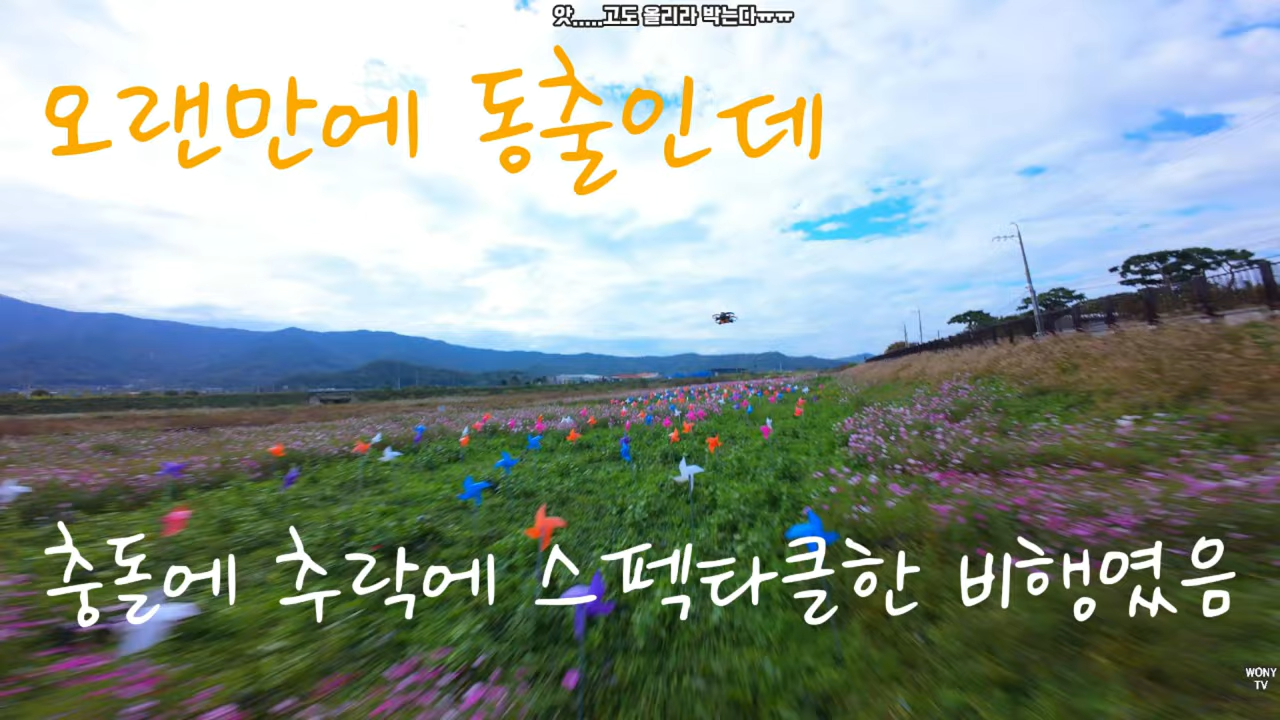 앗.....고도 올리라 박는다ㅠㅠ
오랜만에 동출인데
충돌에 추락에 스펙타클한 비행였음
WONY
TV